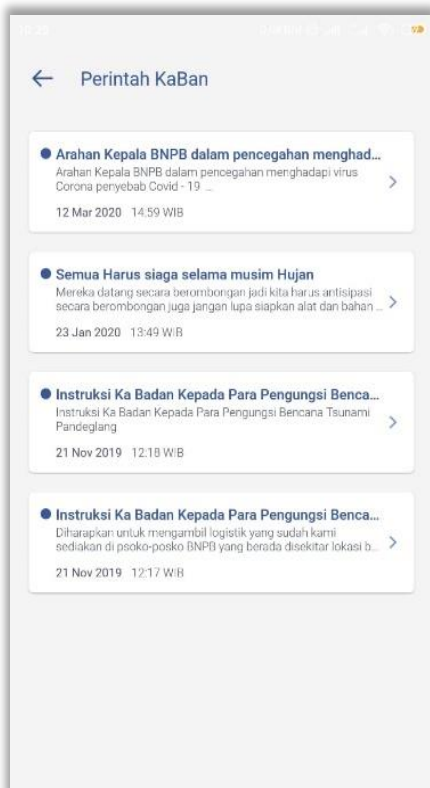 Perintah KaBan
Arahan Kepala BNPB dalam pencegahan menghad...
Arahan Kepala BNPB dalam pencegahan menghadapi virus
Corona penyebab Covid - 19 ...
12 Mar 2020 14.59 WIB
Semua Harus siaga selama musim Hujan
Mereka datang secara berombongan jadi kita harus antisipasi
secara berombongan juga jangan lupa siapkan alat dan bahan ...
23 Jan 2020 13:49 WIB
Instruksi Ka Badan Kepada Para Pengungsi Benca...
Instruksi Ka Badan Kepada Para Pengungsi Bencana Tsunami
Pandeglang
21 Nov 2019 12.18 WIB
Instruksi Ka Badan Kepada Para Pengungsi Benca...
Diharapkan untuk mengambil logistik yang sudah kami
sediakan di psoko-posko BNPB yang berada disekitar lokasi b...
21 Nov 2019 12:17 WIB